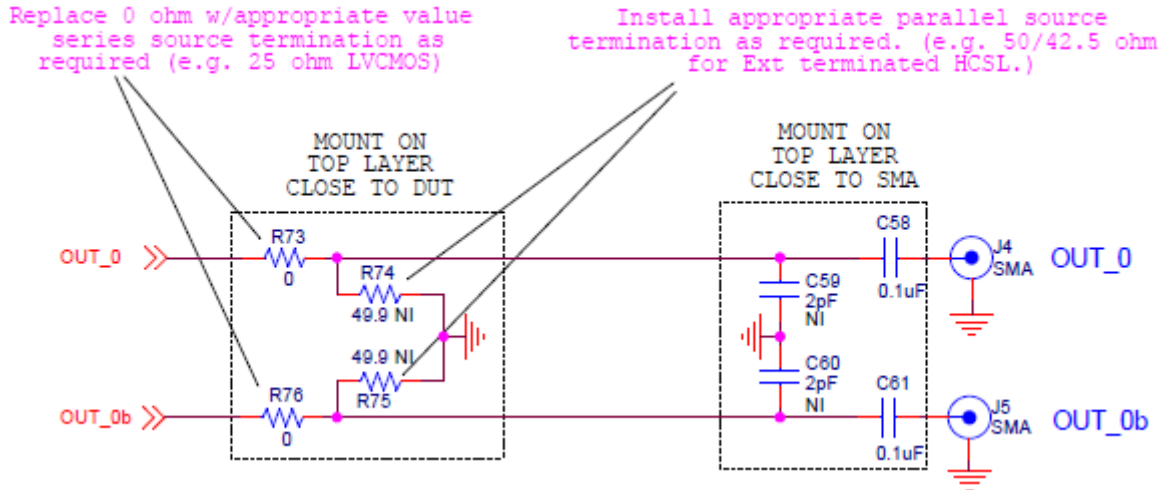 Replace 0 ohm w/appropriate value
series source termination as
required (e.g. 25 ohm LVCMOS)
Install appropriate parallel source
termination as required. (e.g. 50/42.5 ohm
for Ext terminated HCSL.)
MOUNT ON
TOP LAYER
CLOSE TO DUT
MOUNT ON
TOP LAYER
CLOSE TO SMA
OUT_0
R73
0
R74
49.9 NI
49.9 NI
R75
OUT_0b
R76
0
C58
0.1uF
C59
2pF
NI
C60
2pF
NI
C61
0.1uF
J4
SMA
OUT_0
J5
SMA
OUT_0b